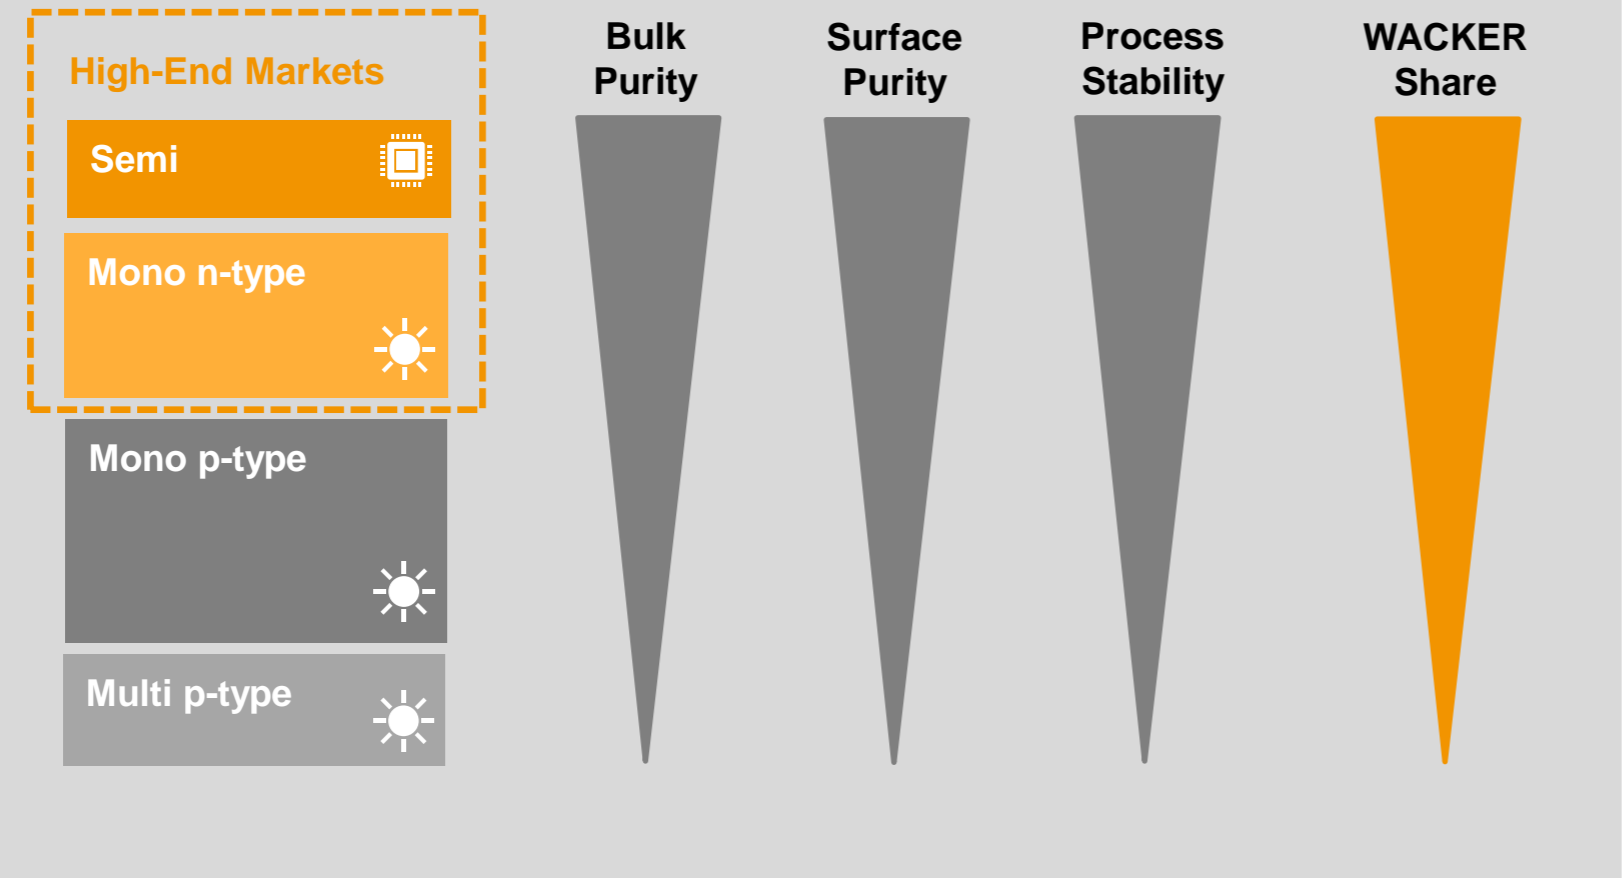 High-End Markets
Semi
Mono n-type
Mono p-type
Multi p-type
Bulk
Purity
Surface
Purity
Process
Stability
WACKER
Share